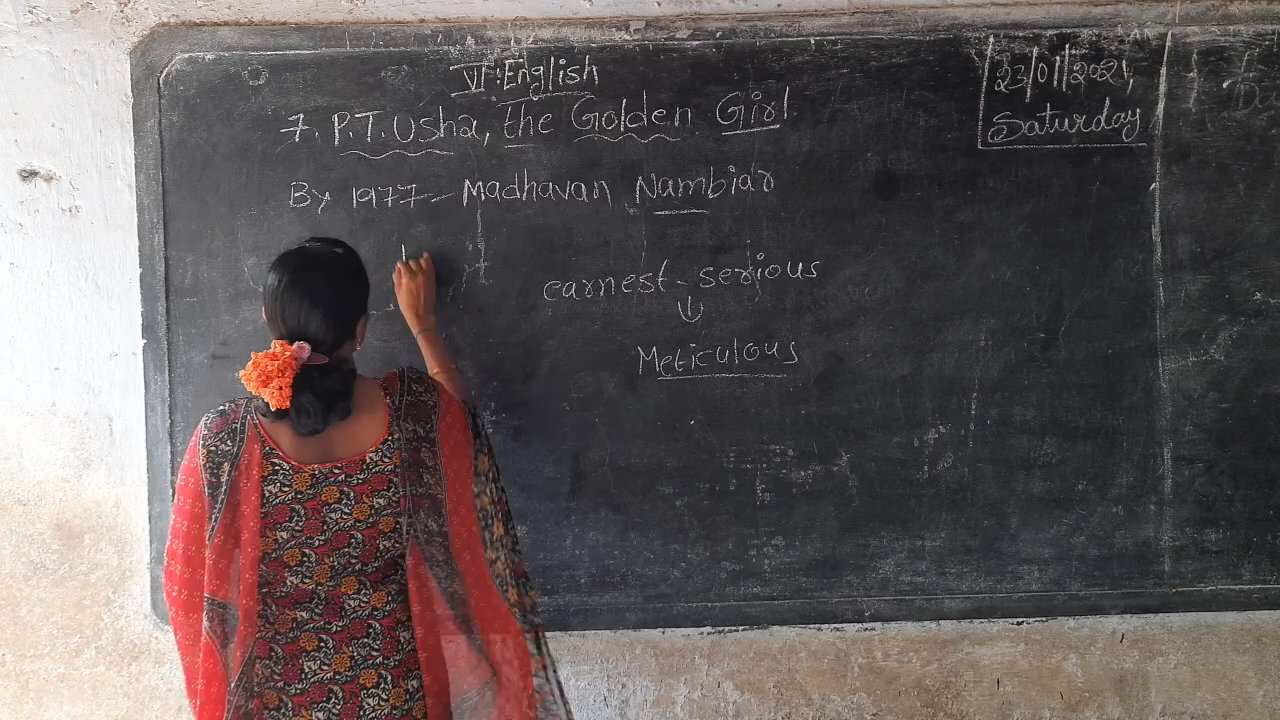 VI: English
7. P.T. Usha, the Golden Girl
By 1977 - Madhavan Nambiar
earnest - serious
Meticulous
23/01/2021,
Saturday